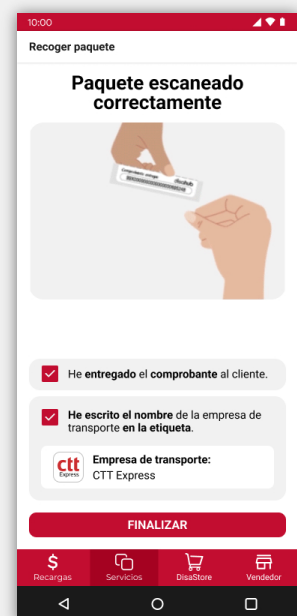 10:00
Recoger paquete
Paquete escaneado
correctamente
He entregado el comprobante al cliente.
He escrito el nombre de la empresa de
transporte en la etiqueta.
ctt
Express
Empresa de transporte:
CTT Express
FINALIZAR
$
Recargas
Servicios
DisaStore
Vendedor